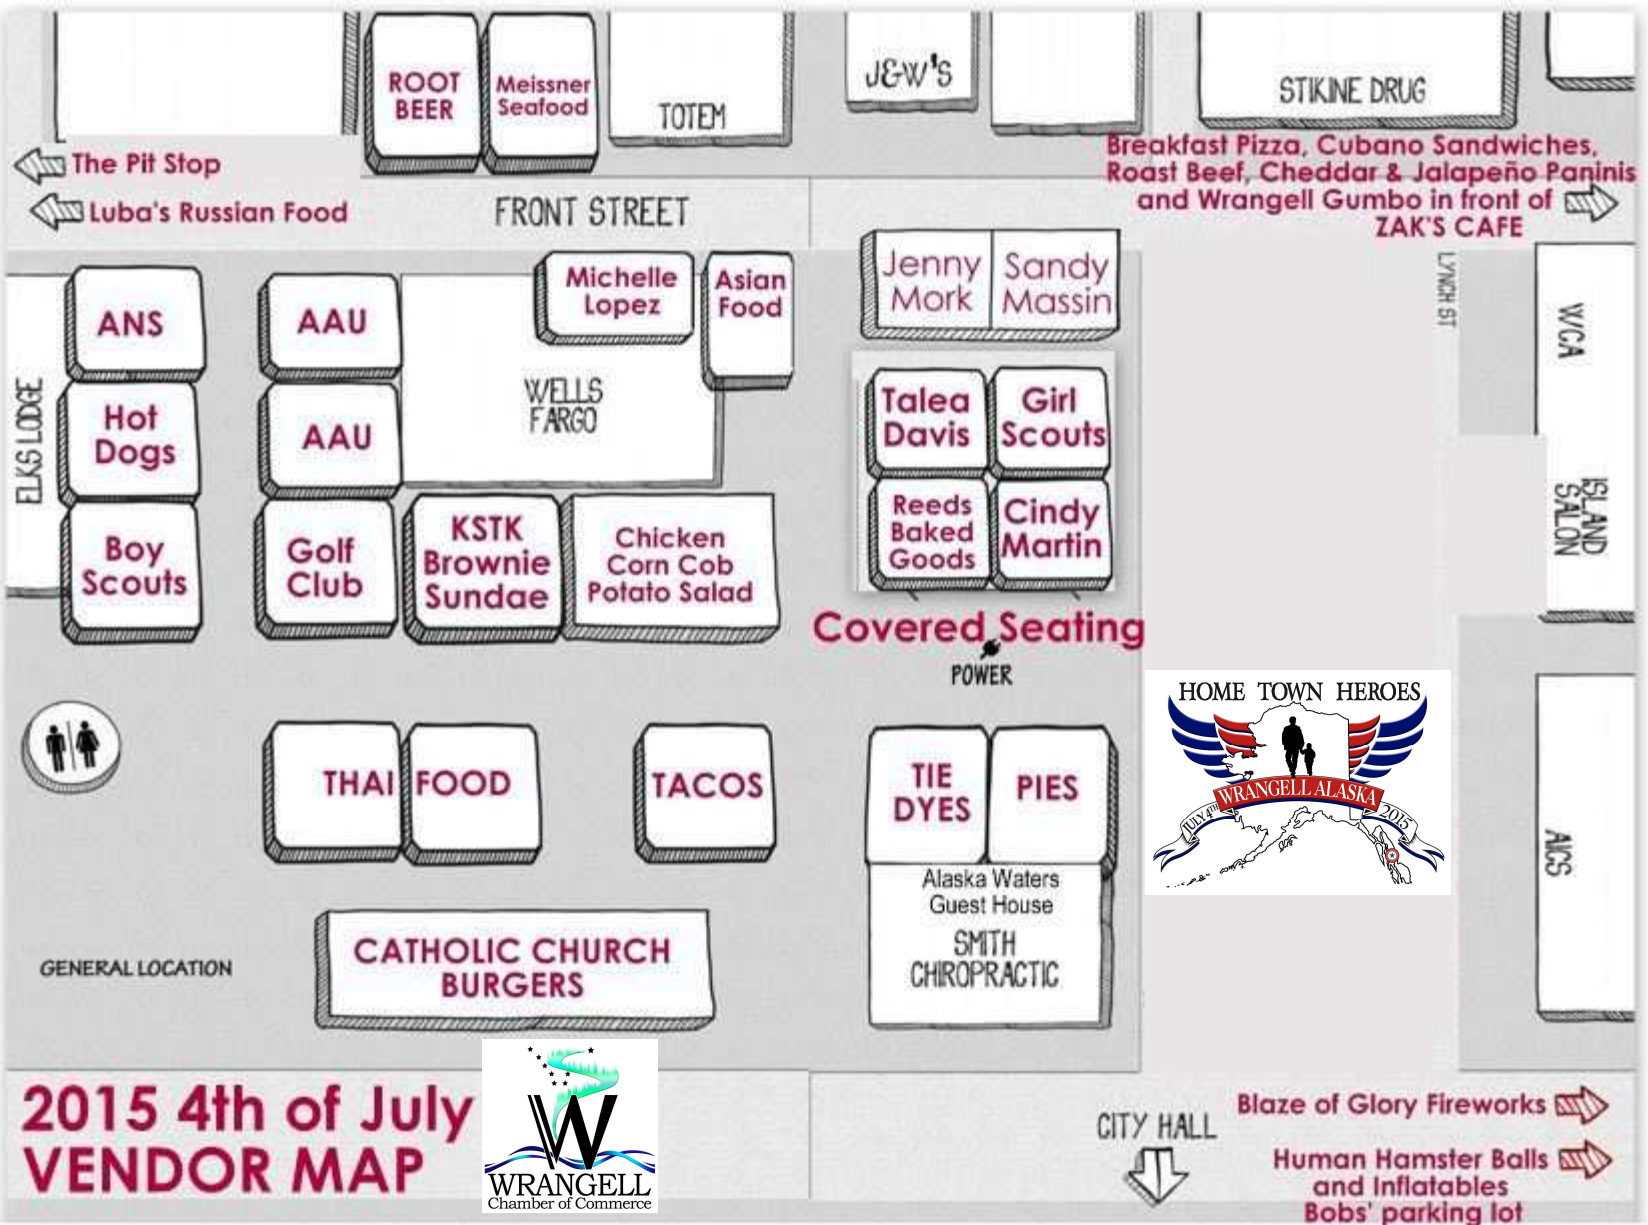 ROOT
BEER
Meissner
Seafood
TOTEM
J&W'S
STIKINE DRUG
The Pit Stop
Luba's Russian Food
FRONT STREET
Breakfast Pizza, Cubano Sandwiches,
Roast Beef, Cheddar & Jalapeño Paninis
and Wrangell Gumbo in front of
ZAK'S CAFE
ELKS LODGE
ANS
Hot
Dogs
Boy
Scouts
AAU
AAU
Golf
Club
Michelle
Lopez
Asian
Food
WELLS
FARGO
KSTK
Brownie
Sundae
Chicken
Corn Cob
Potato Salad
Jenny
Mork
Sandy
Massin
Talea
Davis
Girl
Scouts
Reeds
Baked
Goods
Cindy
Martin
Covered Seating
POWER
LYNCH ST
WCA
ISLAND
SALON
AICS
THAI FOOD
TACOS
TIE
DYES
PIES
Alaska Waters
Guest House
SMITH
CHIROPRACTIC
HOME TOWN HEROES
WRANGELL ALASKA
JULY 4TH
2015
GENERAL LOCATION
CATHOLIC CHURCH
BURGERS
2015 4th of July
VENDOR MAP
W
WRANGELL
Chamber of Commerce
CITY HALL
Blaze of Glory Fireworks
Human Hamster Balls
and Inflatables
Bobs' parking lot